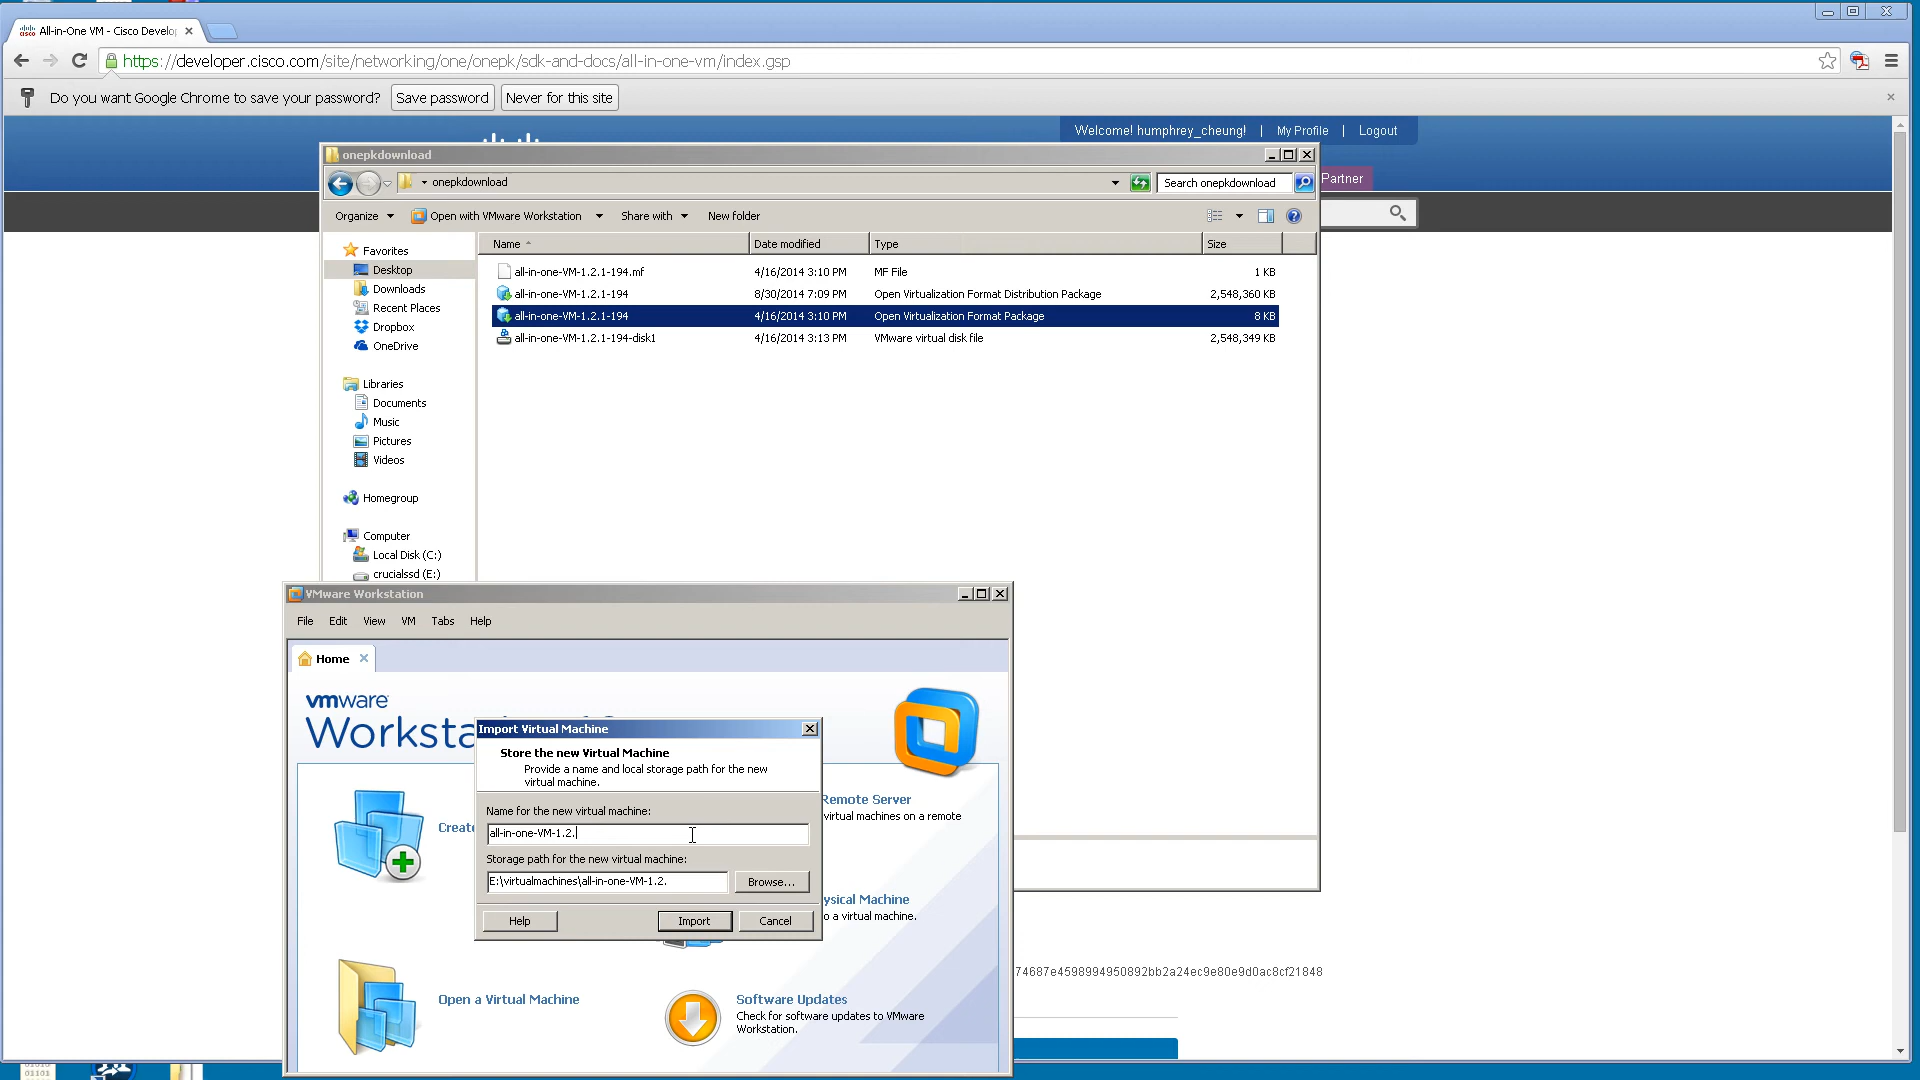 All-in-One VM - Cisco Develop
https://developer.cisco.com/site/networking/one/onepk/sdk-and-docs/all-in-one-vm/index.gsp
Do you want Google Chrome to save your password? Save password Never for this site
Welcome! humphrey_cheung! | My Profile | Logout
Partner
onepkdownload
onepkdownload
Search onepkdownload
Organize Open with VMware Workstation Share with New folder
Name Date modified Type Size
all-in-one-VM-1.2.1-194.mf 4/16/2014 3:10 PM MF File 1 KB
all-in-one-VM-1.2.1-194 8/30/2014 7:09 PM Open Virtualization Format Distribution Package 2,548,360 KB
all-in-one-VM-1.2.1-194 4/16/2014 3:10 PM Open Virtualization Format Package 8 KB
all-in-one-VM-1.2.1-194-disk1 4/16/2014 3:13 PM VMware virtual disk file 2,548,349 KB
Favorites
Desktop
Downloads
Recent Places
Dropbox
OneDrive
Libraries
Documents
Music
Pictures
Videos
Homegroup
Computer
Local Disk (C:)
crucialssd (E:)
VMware Workstation
File Edit View VM Tabs Help
Home
vmware
Worksta
Import Virtual Machine
Store the new Virtual Machine
Provide a name and local storage path for the new
virtual machine.
Name for the new virtual machine:
all-in-one-VM-1.2.
Storage path for the new virtual machine:
E:\virtualmachines\all-in-one-VM-1.2.
Browse...
Help Import Cancel
Create
Remote Server
virtual machines on a remote
ysical Machine
o a virtual machine.
Open a Virtual Machine
Software Updates
Check for software updates to VMware
Workstation.
74687e4598994950892bb2a24ec9e80e9d0ac8cf21848